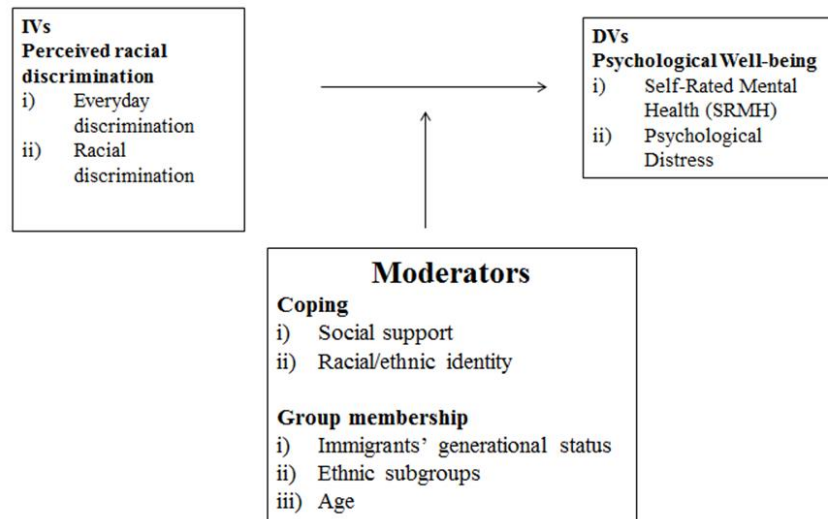 IVs
Perceived racial
discrimination
i) Everyday
discrimination
ii) Racial
discrimination
DVs
Psychological Well-being
i) Self-Rated Mental
Health (SRMH)
ii) Psychological
Distress
Moderators
Coping
i) Social support
ii) Racial/ethnic identity
Group membership
i) Immigrants’ generational status
ii) Ethnic subgroups
iii) Age